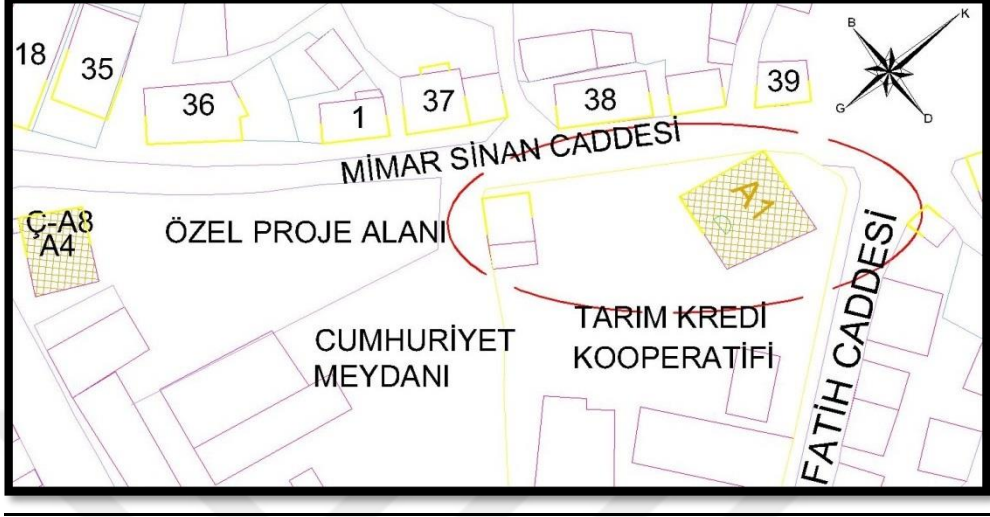 18
35
36
1
37
38
39
B
K
G
D
MİMAR SİNAN CADDESİ
Ç-A8
A4
ÖZEL PROJE ALANI
A1
D
CUMHURİYET
MEYDANI
TARIM KREDİ
KOOPERATİFİ
FATİH CADDESİ